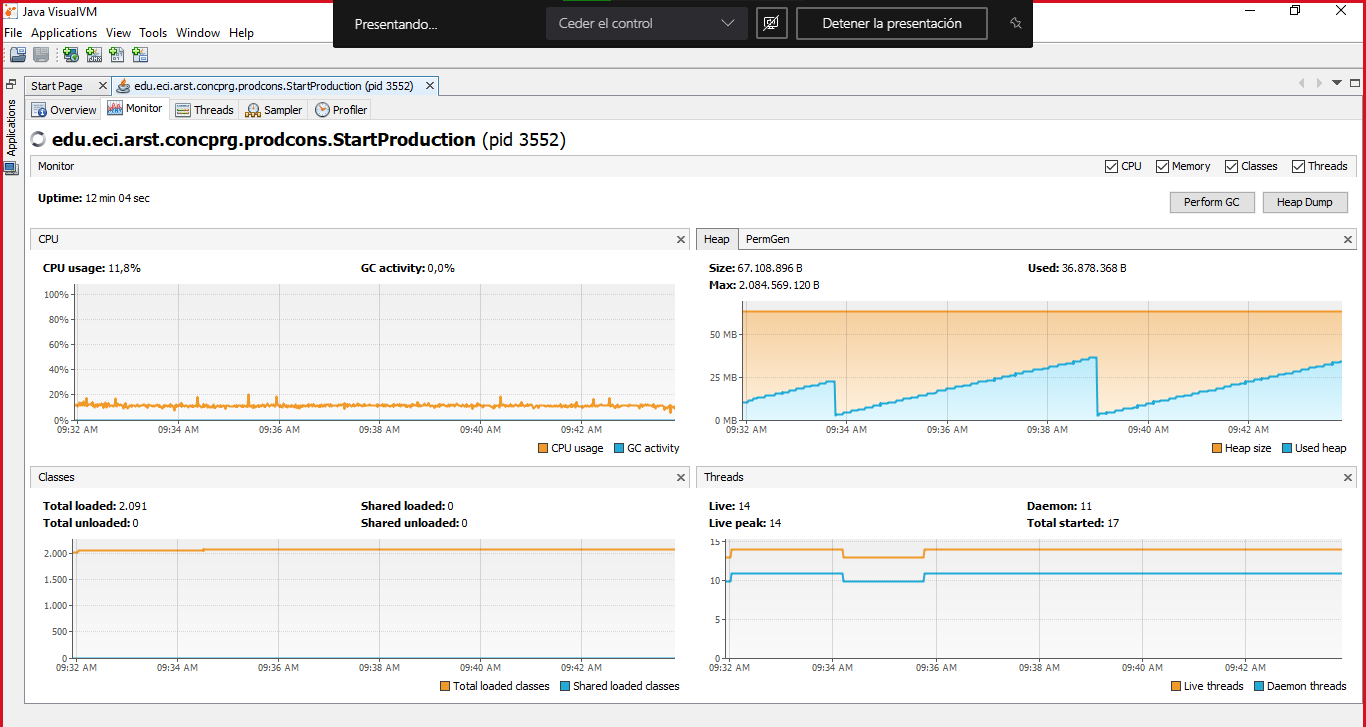 Java VisualVM
Presentando...
Ceder el control
Detener la presentación
File Applications View Tools Window Help
Start Page
edu.eci.arst.concprg.prodcons.StartProduction (pid 3552)
Applications
Overview Monitor Threads Sampler Profiler
edu.eci.arst.concprg.prodcons.StartProduction (pid 3552)
Monitor
CPU Memory Classes Threads
Uptime: 12 min 04 sec
Perform GC Heap Dump
CPU
CPU usage: 11,8% GC activity: 0,0%
100%
80%
60%
40%
20%
0%
09:32 AM 09:34 AM 09:36 AM 09:38 AM 09:40 AM 09:42 AM
CPU usage GC activity
Heap PermGen
Size: 67.108.896 B Used: 36.878.368 B
Max: 2.084.569.120 B
50 MB
25 MB
0 MB
09:32 AM 09:34 AM 09:36 AM 09:38 AM 09:40 AM 09:42 AM
Heap size Used heap
Classes
Total loaded: 2.091 Shared loaded: 0
Total unloaded: 0 Shared unloaded: 0
2.000
1.500
1.000
500
0
09:32 AM 09:34 AM 09:36 AM 09:38 AM 09:40 AM 09:42 AM
Total loaded classes Shared loaded classes
Threads
Live: 14 Daemon: 11
Live peak: 14 Total started: 17
15
10
5
0
09:32 AM 09:34 AM 09:36 AM 09:38 AM 09:40 AM 09:42 AM
Live threads Daemon threads